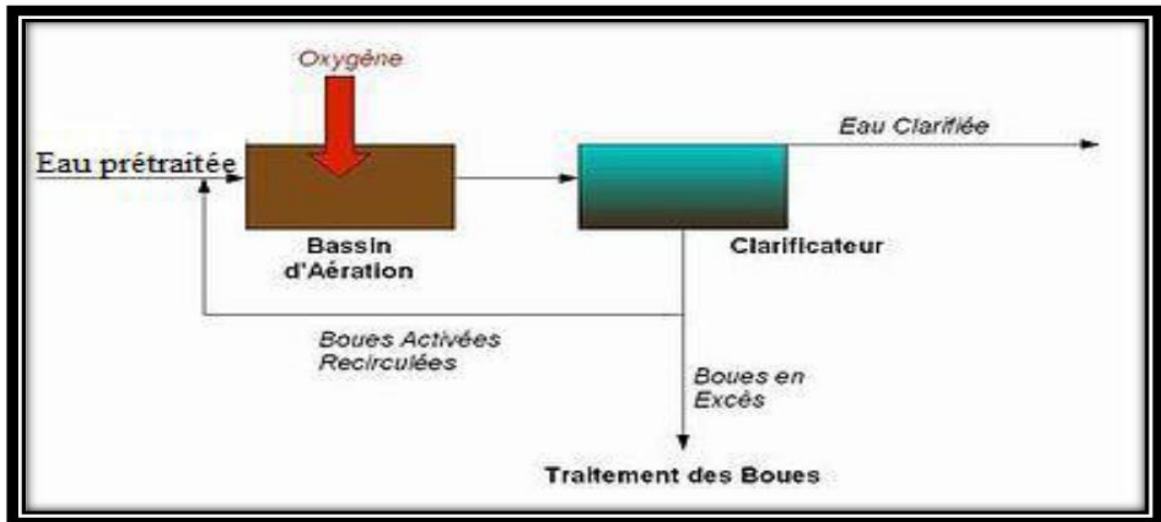 Oxygène
Eau Clarifiée
Eau prétraitée
Bassin
d'Aération
Clarificateur
Boues Activées
Recirculées
Boues en
Excès
Traitement des Boues